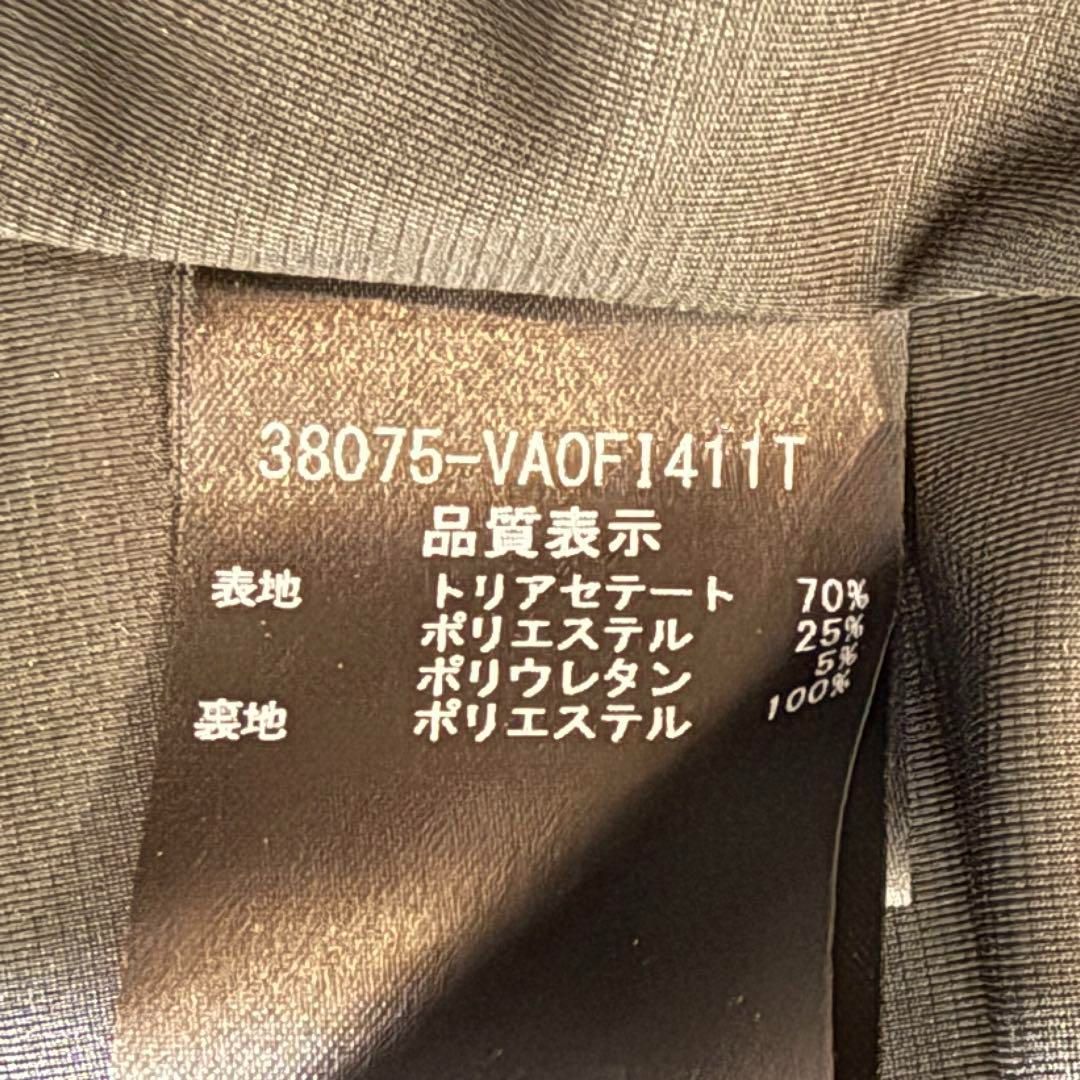 38075-VA0FI411T
品質表示
表地 トリアセテート 70%
ポリエステル 25%
ポリウレタン 5%
裏地 ポリエステル 100%